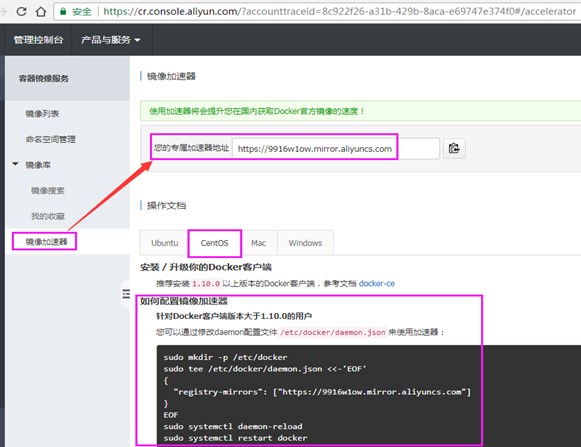 安全 https://cr.console.aliyun.com/?accounttraceid=8c922f26-a31b-429b-8aca-e69747e374f0#/accelerator
管理控制台 产品与服务
容器镜像服务
镜像列表
命名空间管理
镜像库
镜像搜索
我的收藏
镜像加速器
镜像加速器
使用加速器将会提升您在国内获取Docker官方镜像的速度！
您的专属加速器地址 https://9916w1ow.mirror.aliyuncs.com
操作文档
Ubuntu CentOS Mac Windows
安装 / 升级你的Docker客户端
推荐安装 1.10.0 以上版本的Docker客户端，参考文档 docker-ce
如何配置镜像加速器
针对Docker客户端版本大于1.10.0的用户
您可以通过修改daemon配置文件 /etc/docker/daemon.json 来使用加速器：
sudo mkdir -p /etc/docker
sudo tee /etc/docker/daemon.json <<-'EOF'
{
"registry-mirrors": ["https://9916w1ow.mirror.aliyuncs.com"]
}
EOF
sudo systemctl daemon-reload
sudo systemctl restart docker